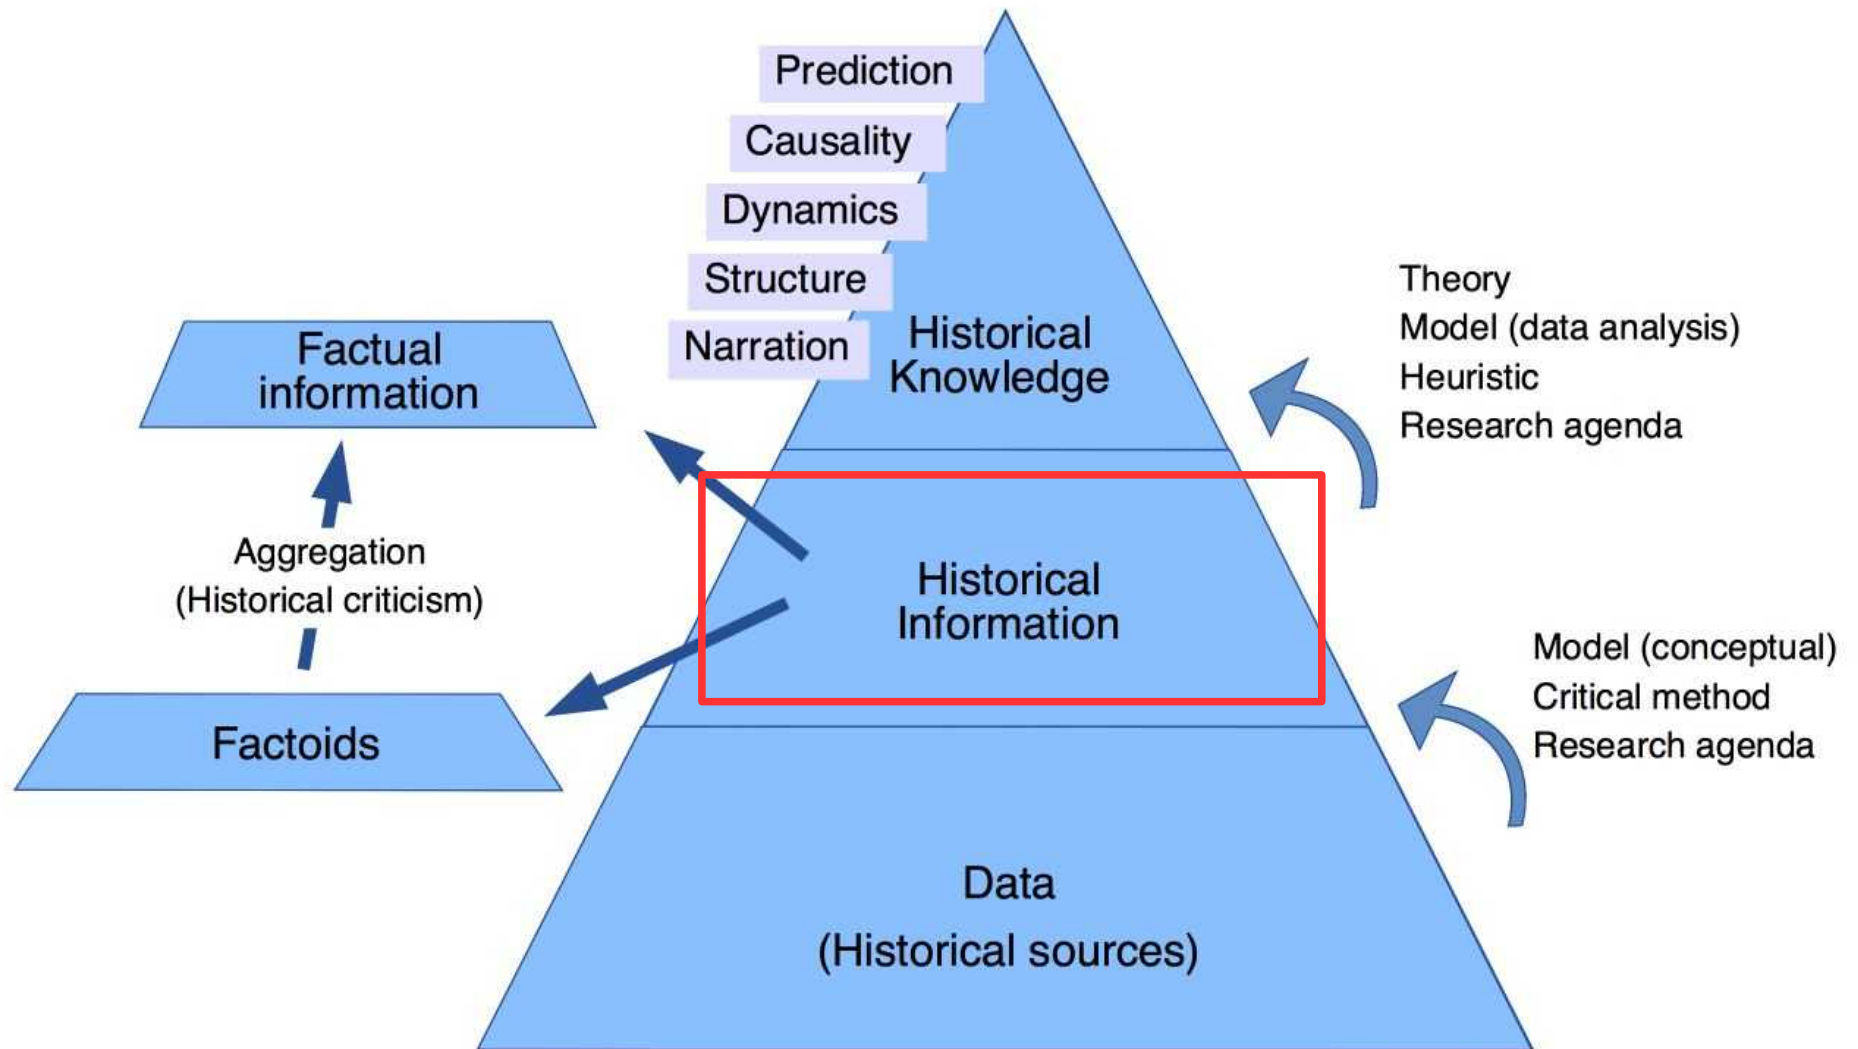 Prediction
Causality
Dynamics
Structure
Narration
Historical
Knowledge
Theory
Model (data analysis)
Heuristic
Research agenda
Factual
information
Aggregation
(Historical criticism)
Factoids
Historical
Information
Model (conceptual)
Critical method
Research agenda
Data
(Historical sources)